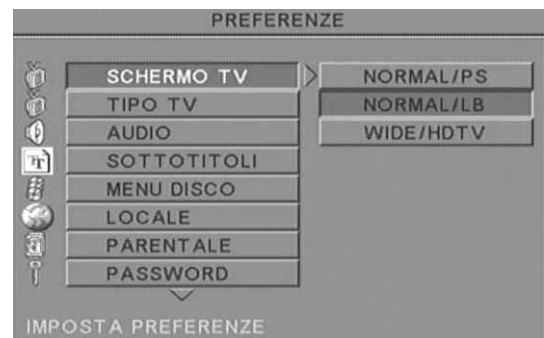 PREFERENZE
SCHERMO TV
NORMAL/PS
TIPO TV
NORMAL/LB
AUDIO
WIDE/HDTV
SOTTOTITOLI
MENU DISCO
LOCALE
PARENTALE
PASSWORD
IMPOSTA PREFERENZE